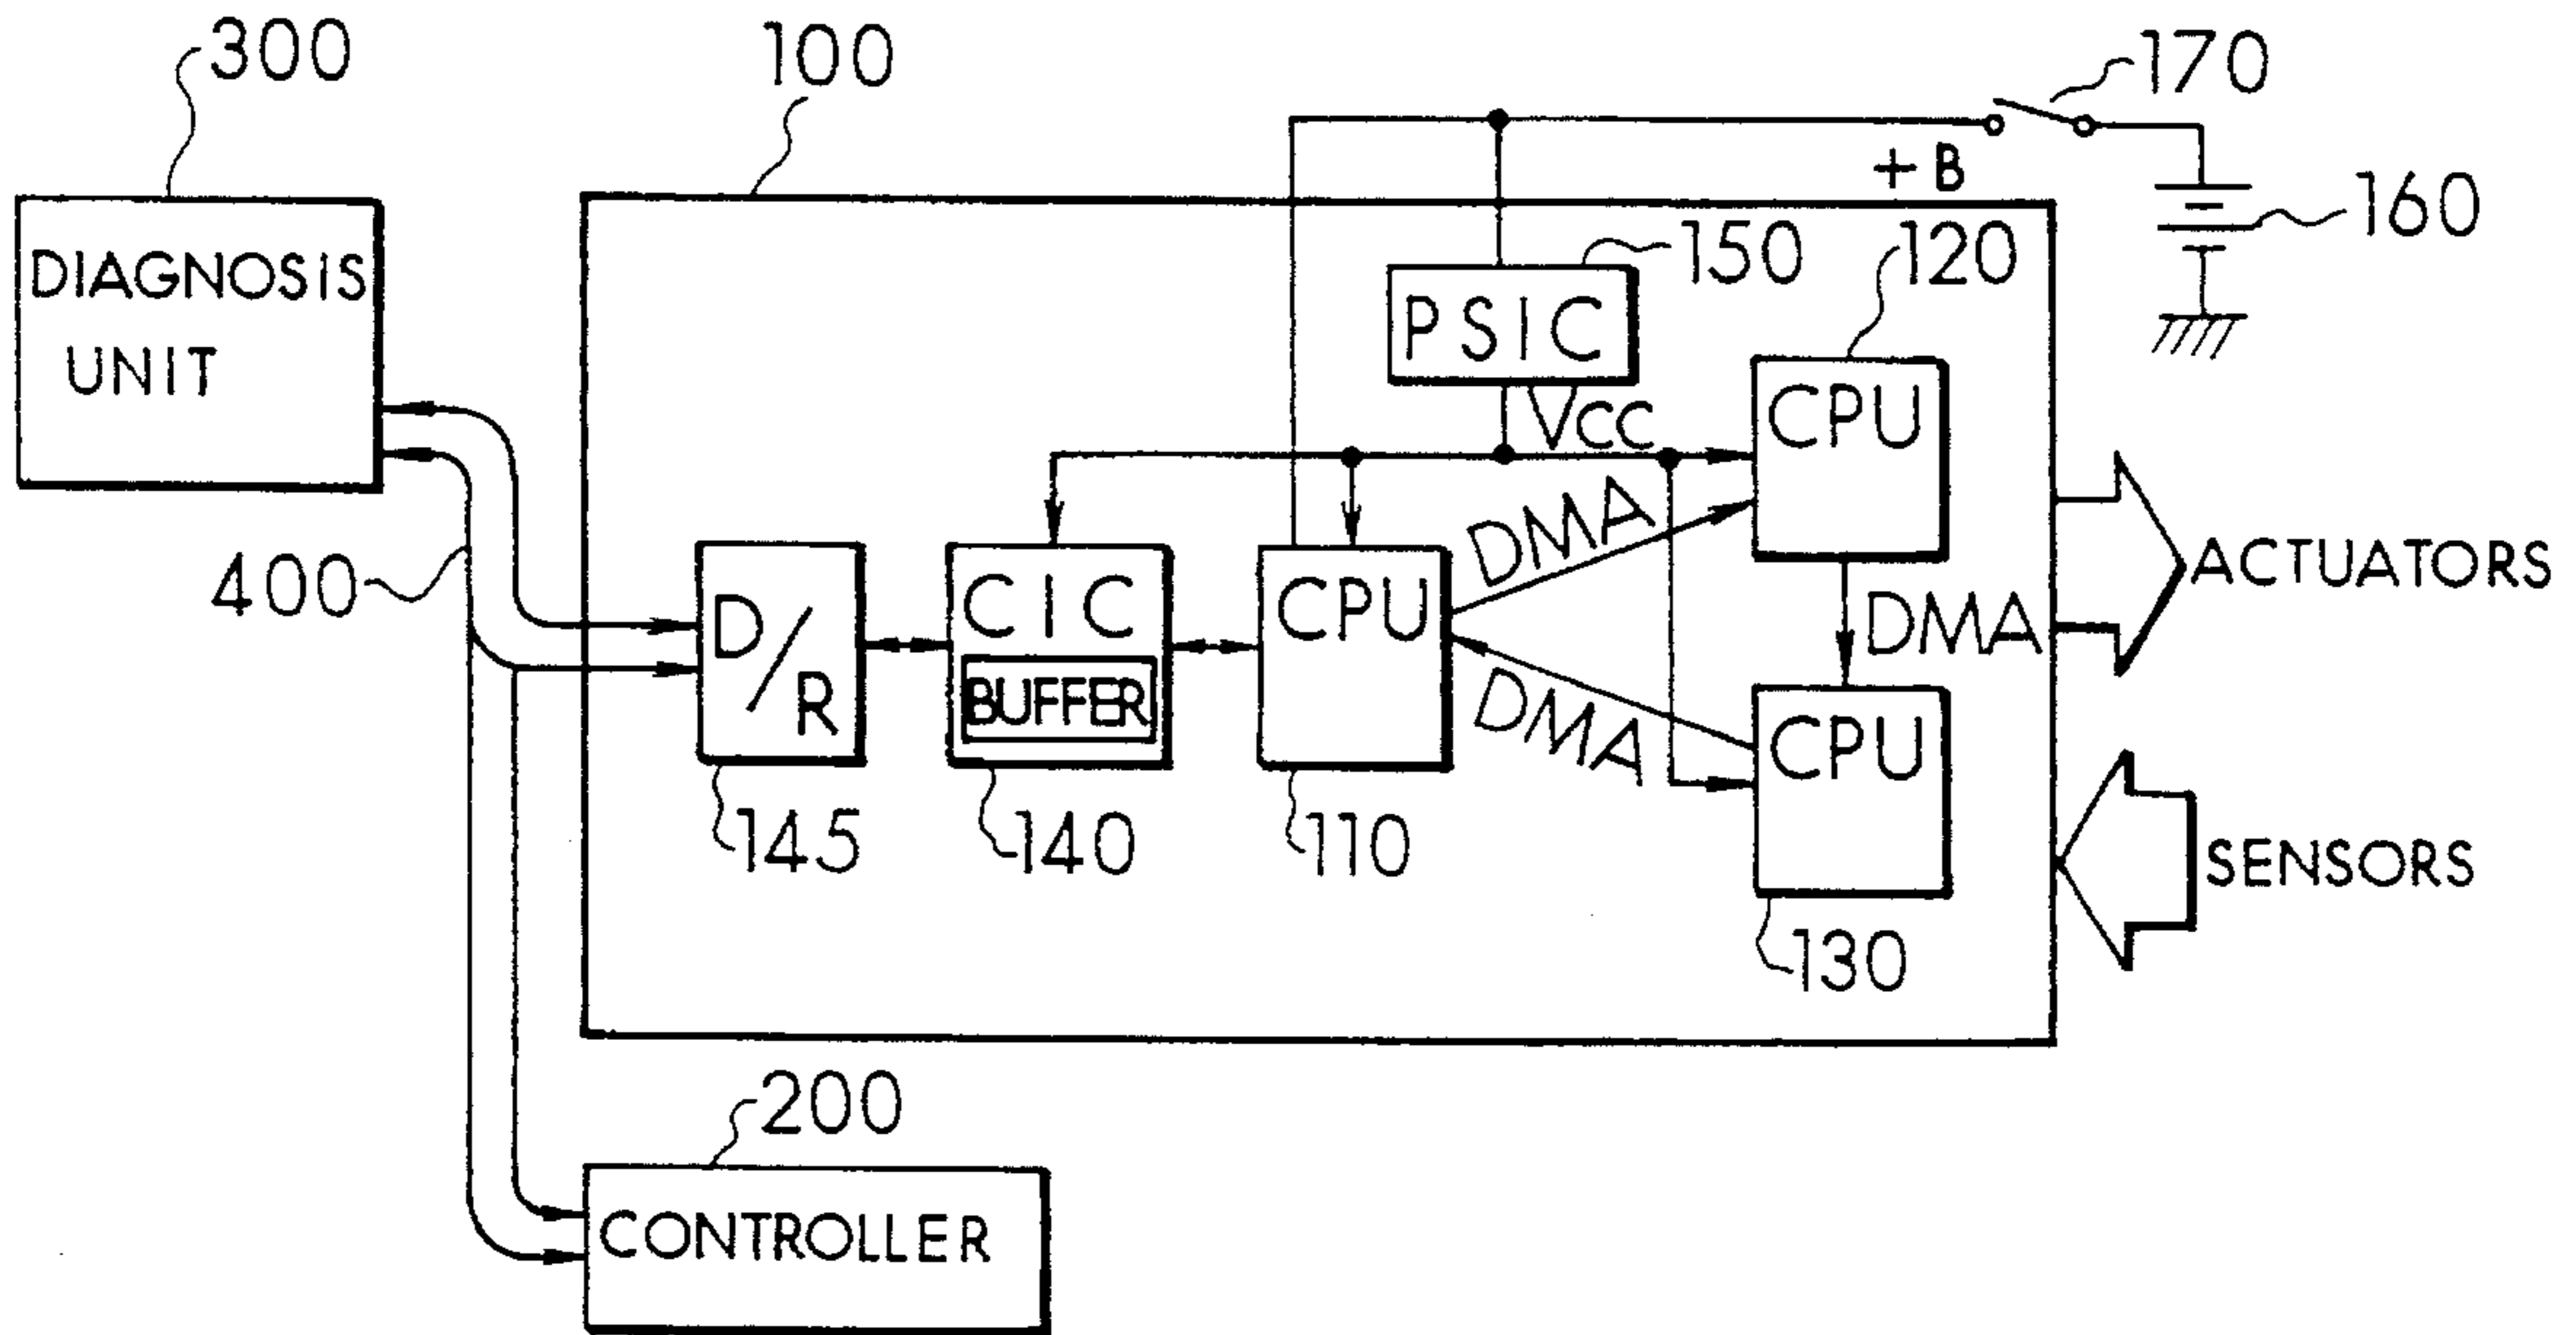 300
100
170
+B
160
DIAGNOSIS
UNIT
150
120
PSIC
CPU
VCC
DMA
400
D/R
CIC
BUFFER
CPU
DMA
ACTUATORS
DMA
CPU
145
140
110
SENSORS
130
200
CONTROLLER